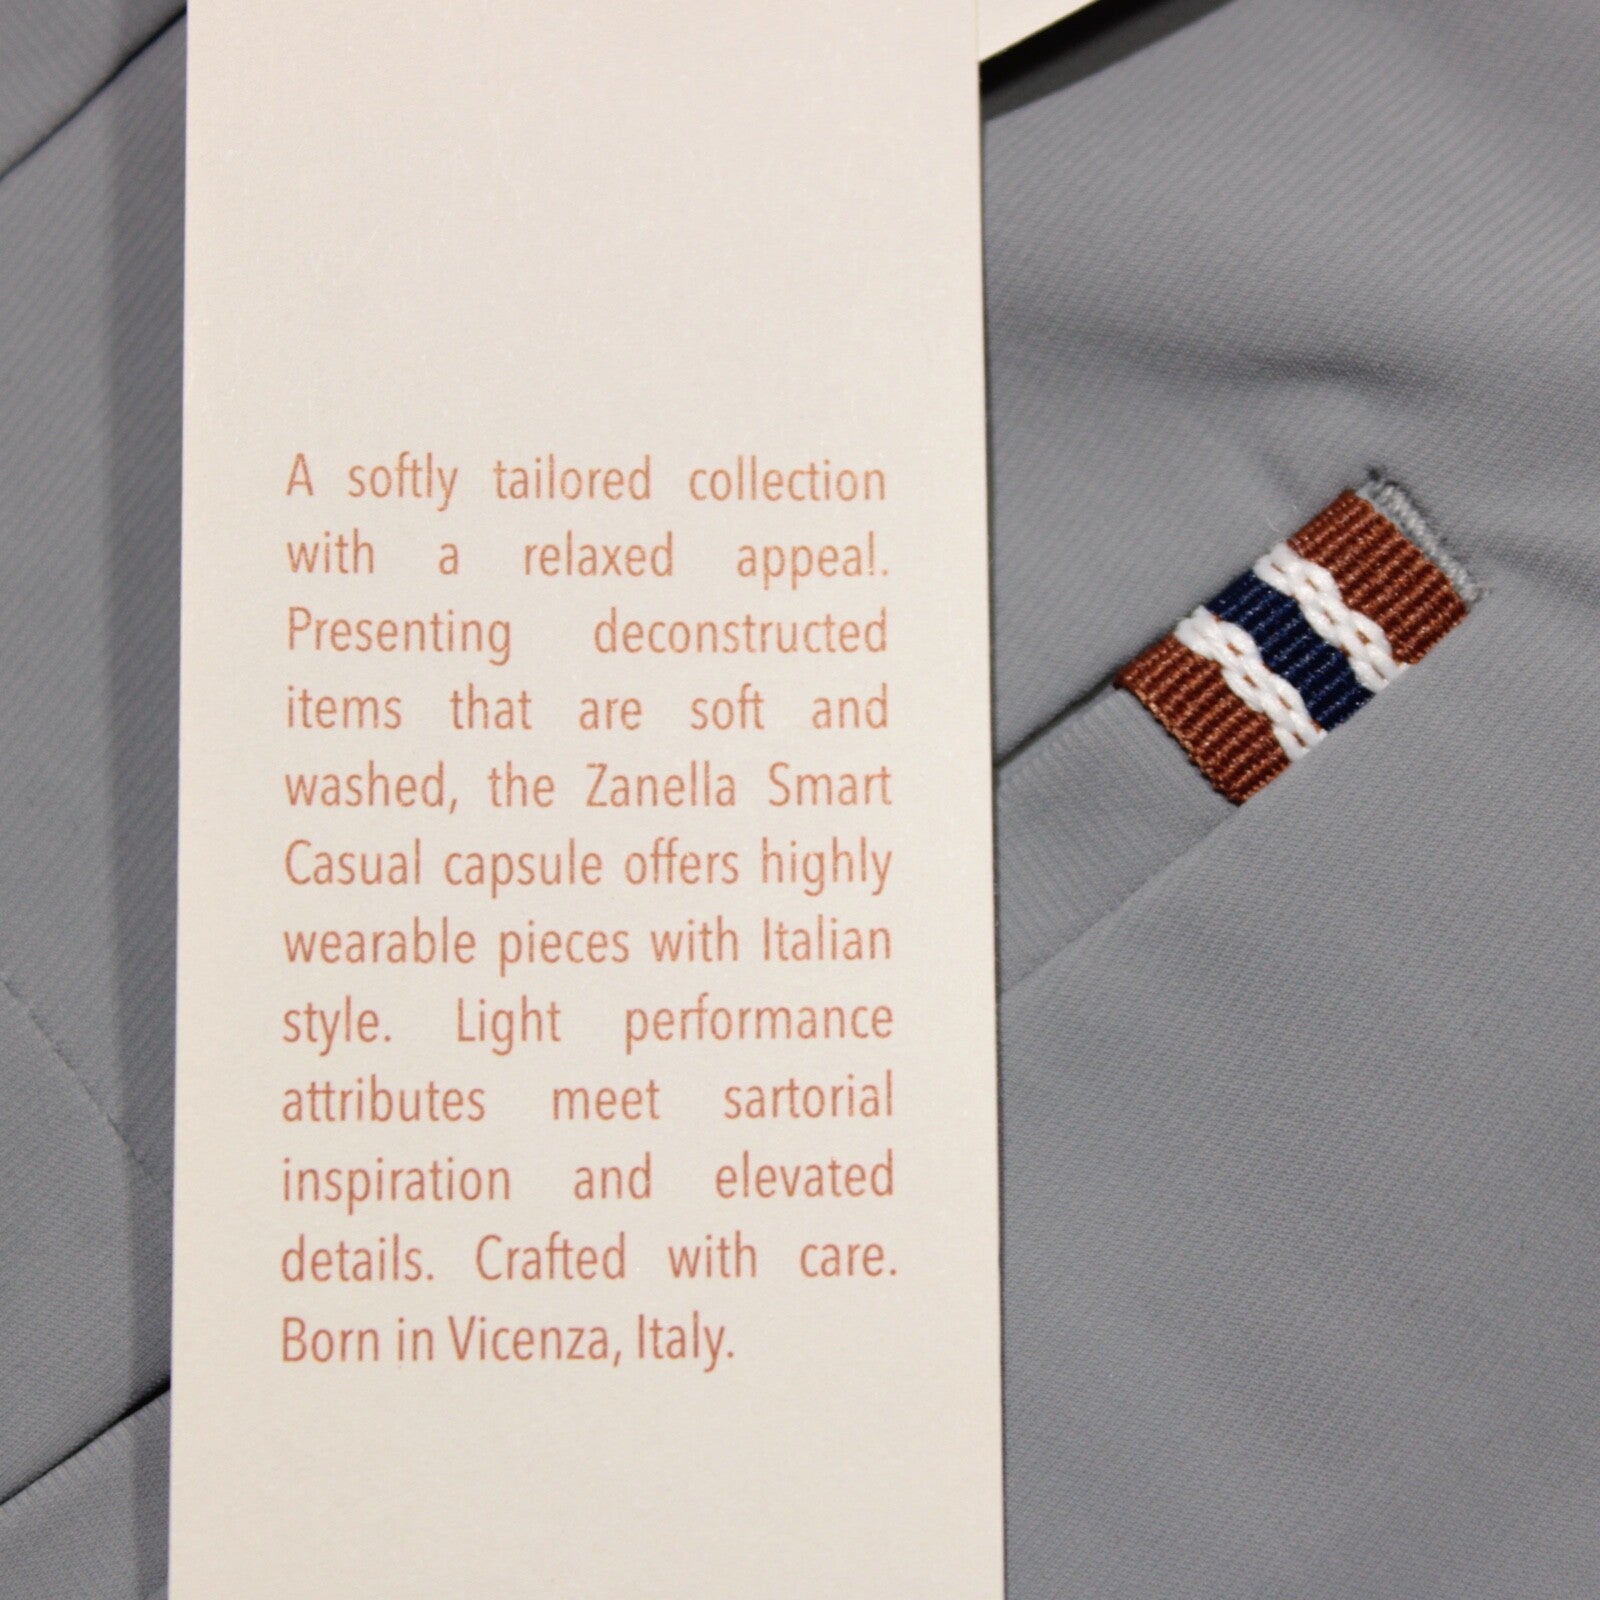 A softly tailored collection
with a relaxed appeal.
Presenting deconstructed
items that are soft and
washed, the Zanella Smart
Casual capsule offers highly
wearable pieces with Italian
style. Light performance
attributes meet sartorial
inspiration and elevated
details. Crafted with care.
Born in Vicenza, Italy.